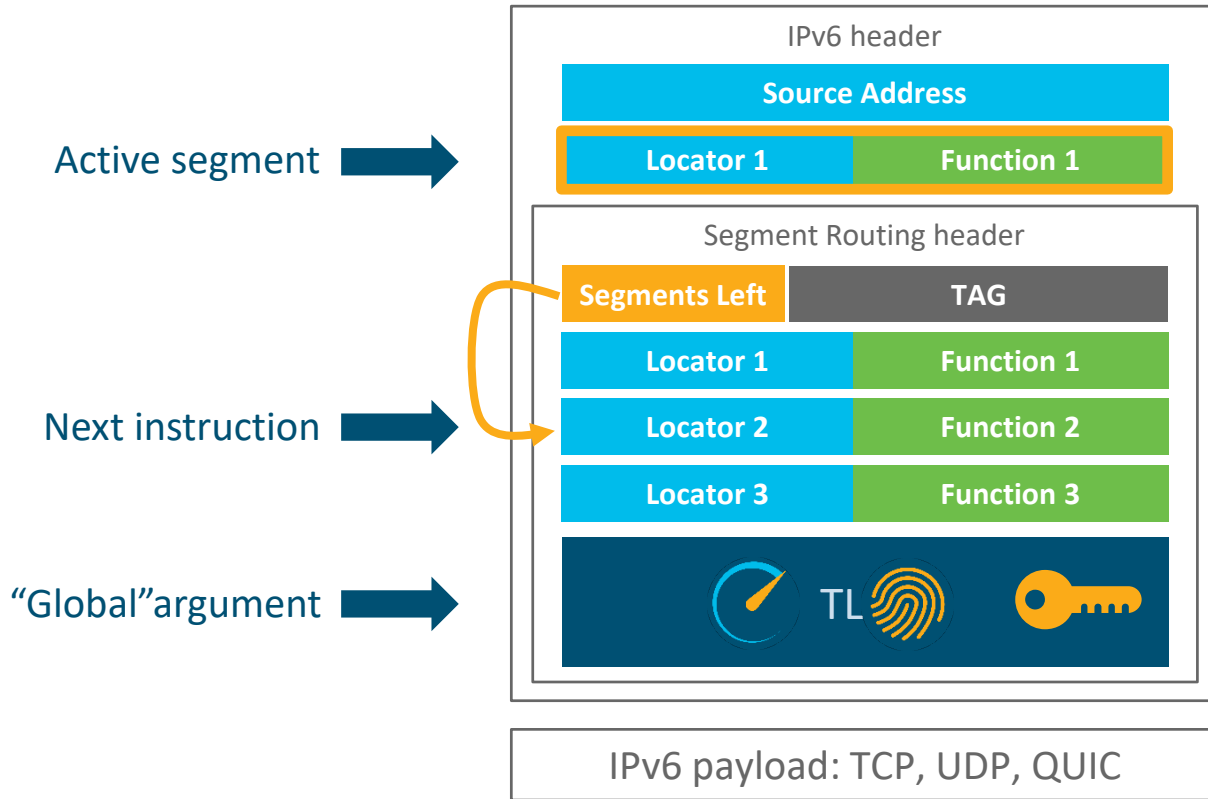 IPv6 header
Source Address
Active segment
Locator 1 Function 1
Segment Routing header
Segments Left TAG
Locator 1 Function 1
Next instruction
Locator 2 Function 2
Locator 3 Function 3
“Global”argument
TL
IPv6 payload: TCP, UDP, QUIC